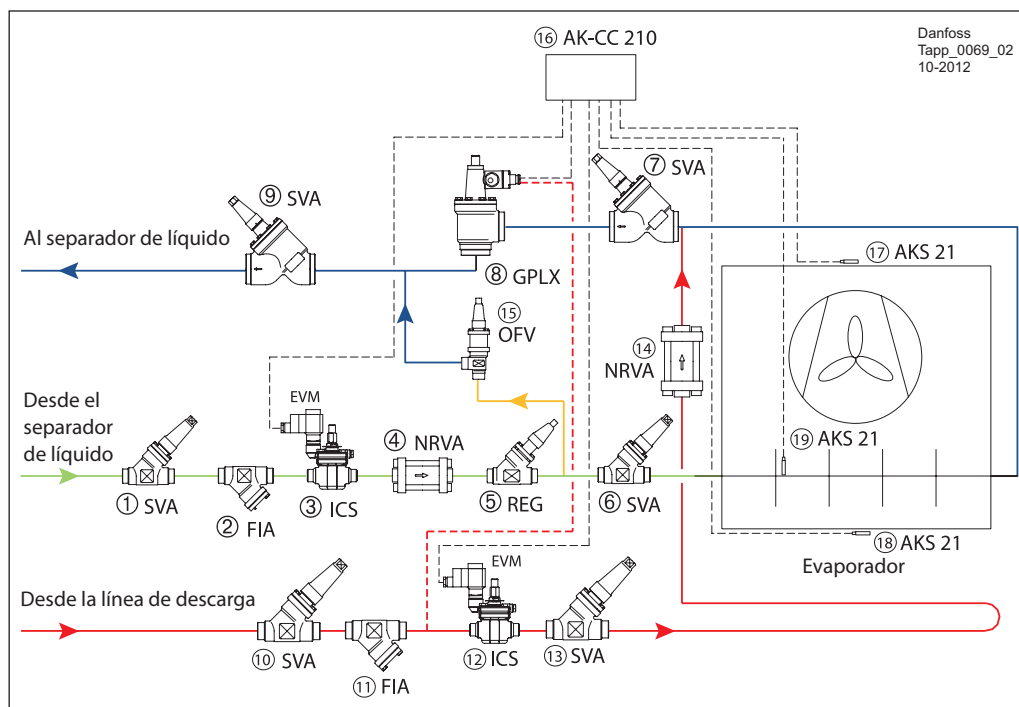 ⑯ AK-CC 210
Danfoss
Tapp_0069_02
10-2012
⑦ SVA
⑨ SVA
Al separador de líquido
⑧ GPLX
⑰ AKS 21
⑮
OFV
⑭
NRVA
Desde el
separador
de líquido
EVM
④ NRVA
⑲ AKS 21
① SVA
② FIA
③ ICS
⑤ REG
⑥ SVA
⑱ AKS 21
Evaporador
EVM
Desde la línea de descarga
⑩ SVA
⑪ FIA
⑫ ICS
⑬ SVA